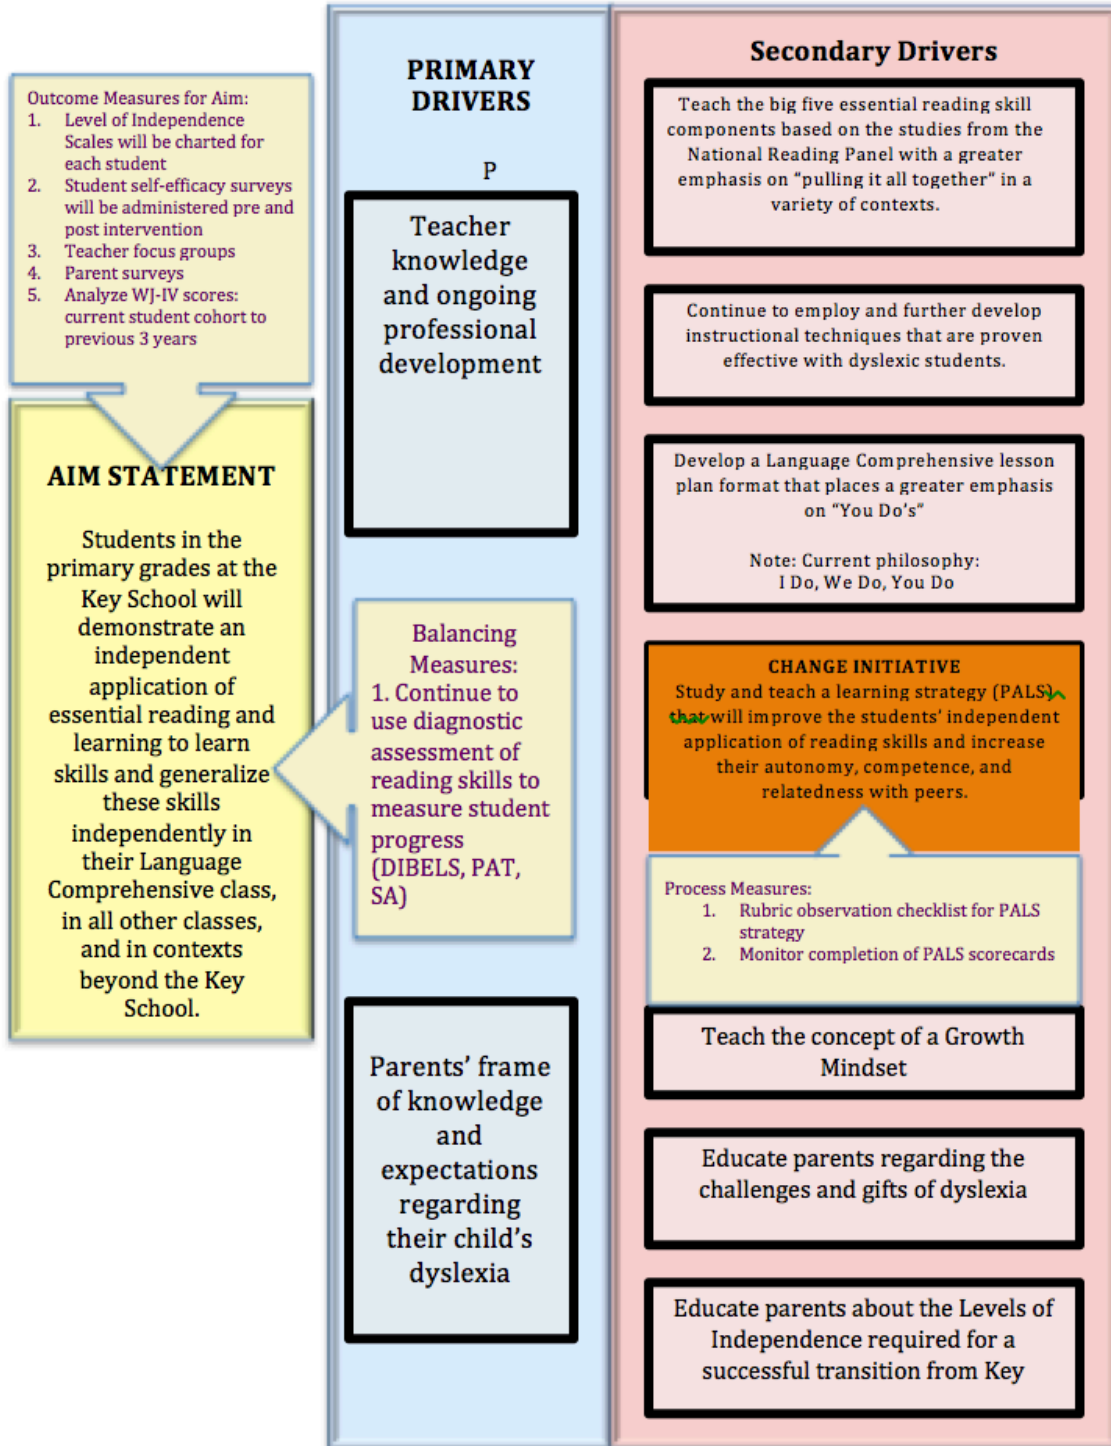 Outcome Measures for Aim:
1. Level of Independence
Scales will be charted for
each student
2. Student self-efficacy surveys
will be administered pre and
post intervention
3. Teacher focus groups
4. Parent surveys
5. Analyze WJ-IV scores:
current student cohort to
previous 3 years
AIM STATEMENT
Students in the
primary grades at the
Key School will
demonstrate an
independent
application of
essential reading and
learning to learn
skills and generalize
these skills
independently in
their Language
Comprehensive class,
in all other classes,
and in contexts
beyond the Key
School.
PRIMARY
DRIVERS
P
Teacher
knowledge
and ongoing
professional
development
Balancing
Measures:
1. Continue to
use diagnostic
assessment of
reading skills to
measure student
progress
(DIBELS, PAT,
SA)
Parents’ frame
of knowledge
and
expectations
regarding
their child’s
dyslexia
Secondary Drivers
Teach the big five essential reading skill
components based on the studies from the
National Reading Panel with a greater
emphasis on “pulling it all together“ in a
variety of contexts.
Continue to employ and further develop
instructional techniques that are proven
effective with dyslexic students.
Develop a Language Comprehensive lesson
plan format that places a greater emphasis
on “You Do’s”
Note: Current philosophy:
I Do, We Do, You Do
CHANGE INITIATIVE
Study and teach a learning strategy (PALS)
that will improve the students’ independent
application of reading skills and increase
their autonomy, competence, and
relatedness with peers.
Process Measures:
1. Rubric observation checklist for PALS
strategy
2. Monitor completion of PALS scorecards
Teach the concept of a Growth
Mindset
Educate parents regarding the
challenges and gifts of dyslexia
Educate parents about the Levels of
Independence required for a
successful transition from Key